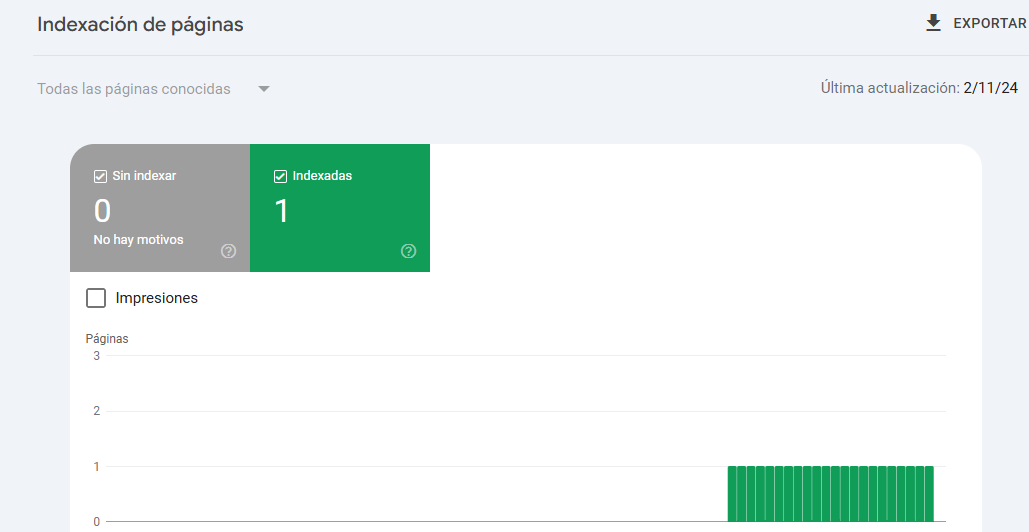 Indexación de páginas
EXPORTAR
Todas las páginas conocidas
Última actualización: 2/11/24
Sin indexar
0
No hay motivos
Indexadas
1
Impresiones
Páginas
3
2
1
0